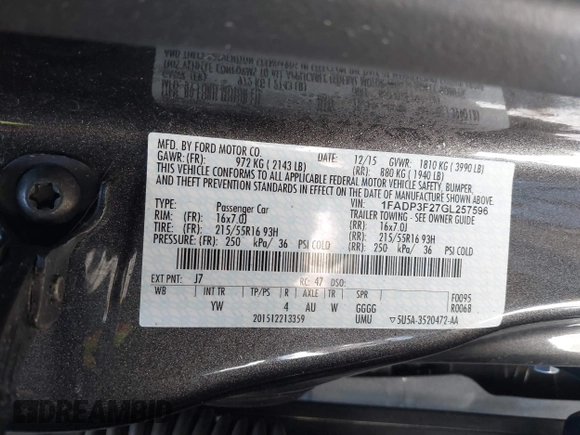 MFD. BY FORD MOTOR CO.
DATE: 12/15 GVWR: 1810 KG ( 3990 LB)
GAWR: (FR): 972 KG ( 2143 LB) (RR): 880 KG ( 1940 LB)
THIS VEHICLE CONFORMS TO ALL APPLICABLE FEDERAL MOTOR VEHICLE SAFETY, BUMPER,
AND THEFT PREVENTION STANDARDS IN EFFECT ON THE DATE OF MANUFACTURE SHOWN ABOVE.
VIN: 1FADP3F27GL257596
TYPE: Passenger Car TRAILER TOWING - SEE OWNER GUIDE
RIM: (FR): 16x7.0J (RR): 16x7.0J
TIRE: (FR): 215/55R16 93H (RR): 215/55R16 93H
PRESSURE: (FR) 250 kPa/ 36 PSI COLD (RR) 250 kPa/ 36 PSI COLD
EXT PNT: J7 RC: 47 DSO:
WB INT TR TP/PS R AXLE TR SPR F0095
YW 4 AU W GGGG R0068
201512213359 UMU ▽5U5A-3520472-AA
DREAMBID